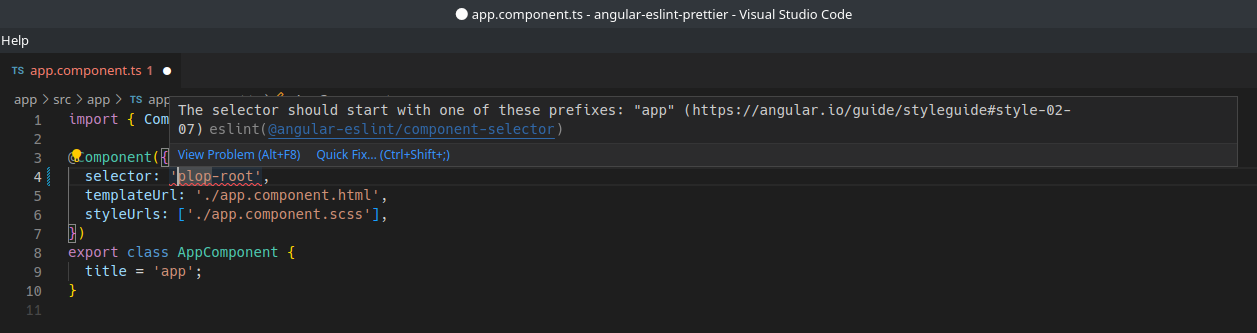 app.component.ts - angular-eslint-prettier - Visual Studio Code
Help
TS app.component.ts 1
app > src > app > TS app
The selector should start with one of these prefixes: "app" (https://angular.io/guide/styleguide#style-02-
07) eslint(@angular-eslint/component-selector)
View Problem (Alt+F8) Quick Fix... (Ctrl+Shift+;)
1 import { Com
2
3 @Component({
4 selector: 'plop-root',
5 templateUrl: './app.component.html',
6 styleUrls: ['./app.component.scss'],
7 })
8 export class AppComponent {
9 title = 'app';
10 }
11